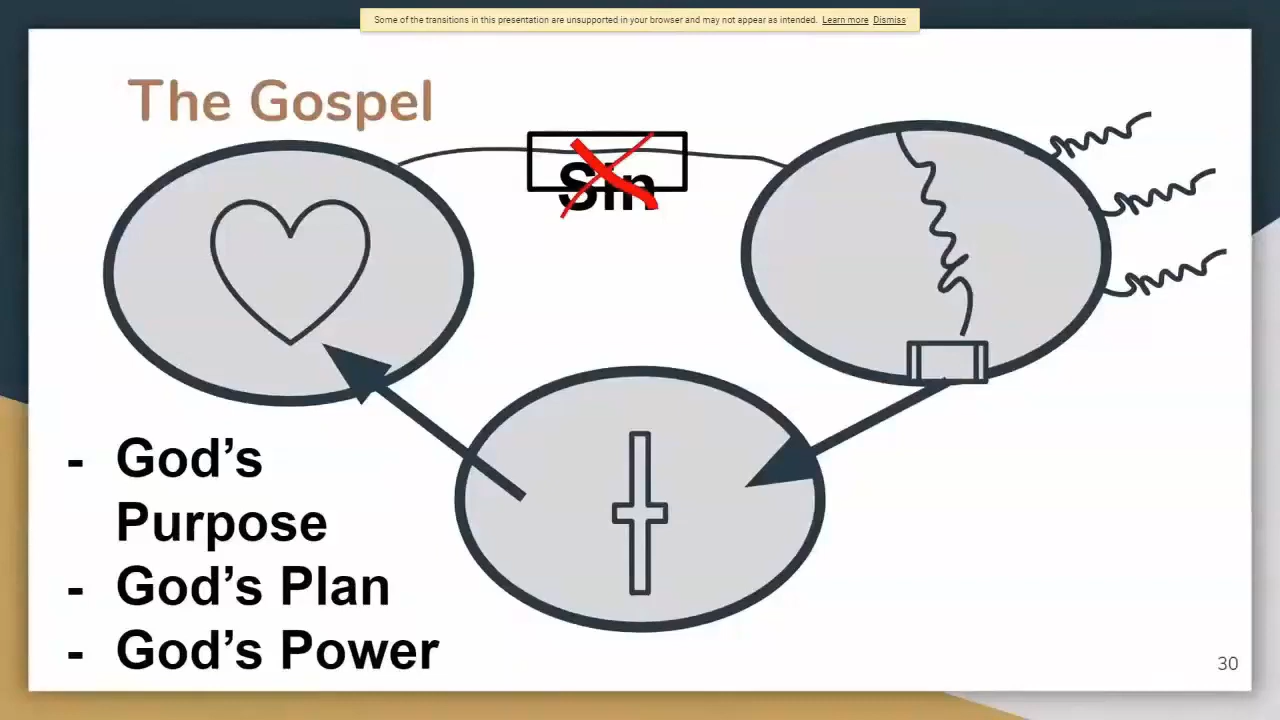 Some of the transitions in this presentation are unsupported in your browser and may not appear as intended. Learn more Dismiss
The Gospel
Sin
- God’s
Purpose
- God’s Plan
- God’s Power
30